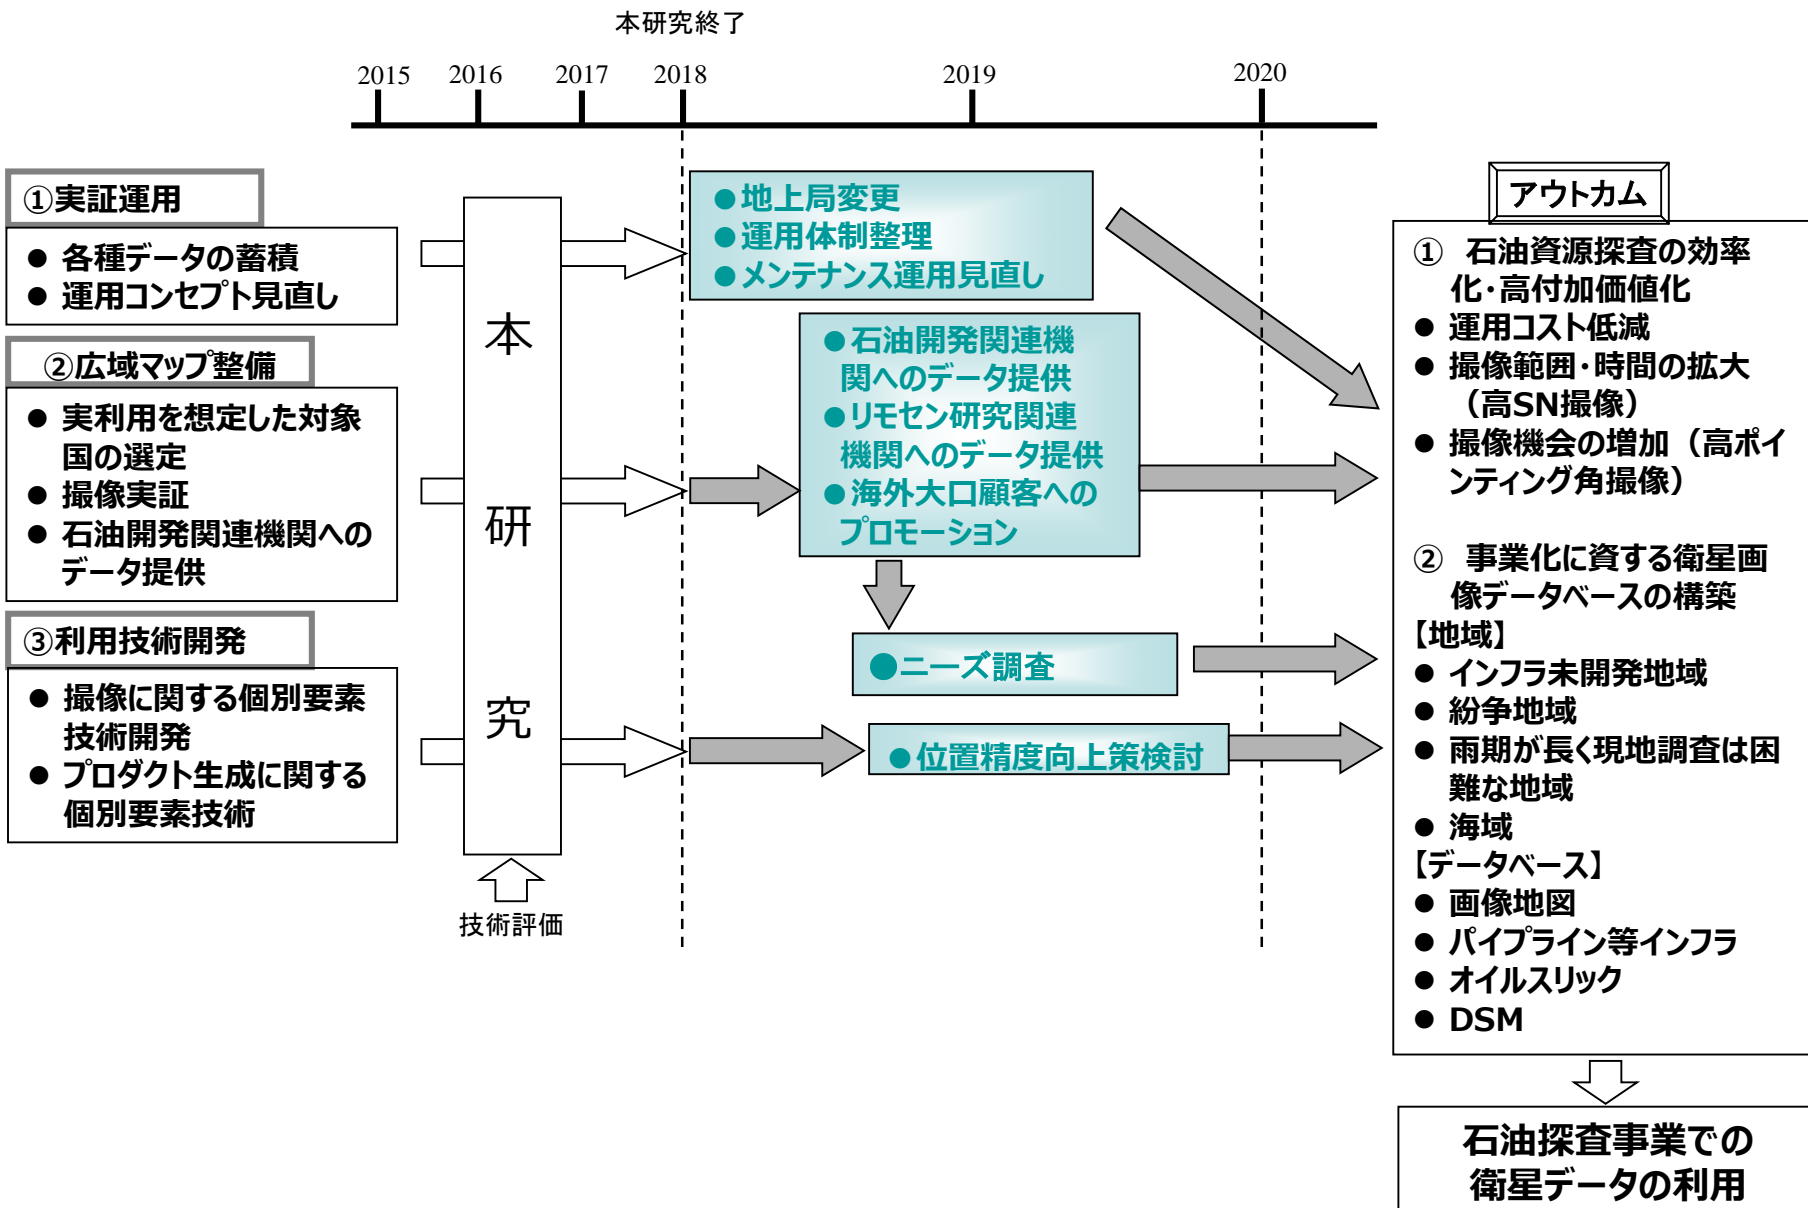 本研究終了
2015 2016 2017 2018 2019 2020
①実証運用
● 各種データの蓄積
● 運用コンセプト見直し
②広域マップ整備
● 実利用を想定した対象
国の選定
● 撮像実証
● 石油開発関連機関への
データ提供
③利用技術開発
● 撮像に関する個別要素
技術開発
● プロダクト生成に関する
個別要素技術
本
研
究
技術評価
●地上局変更
●運用体制整理
●メンテナンス運用見直し
●石油開発関連機
関へのデータ提供
●リモセン研究関連
機関へのデータ提供
●海外大口顧客への
プロモーション
●ニーズ調査
●位置精度向上策検討
アウトカム
① 石油資源探査の効率
化・高付加価値化
● 運用コスト低減
● 撮像範囲・時間の拡大
（高SN撮像）
● 撮像機会の増加（高ポイ
ンティング角撮像）
② 事業化に資する衛星画
像データベースの構築
【地域】
● インフラ未開発地域
● 紛争地域
● 雨期が長く現地調査は困
難な地域
● 海域
【データベース】
● 画像地図
● パイプライン等インフラ
● オイルスリック
● DSM
石油探査事業での
衛星データの利用